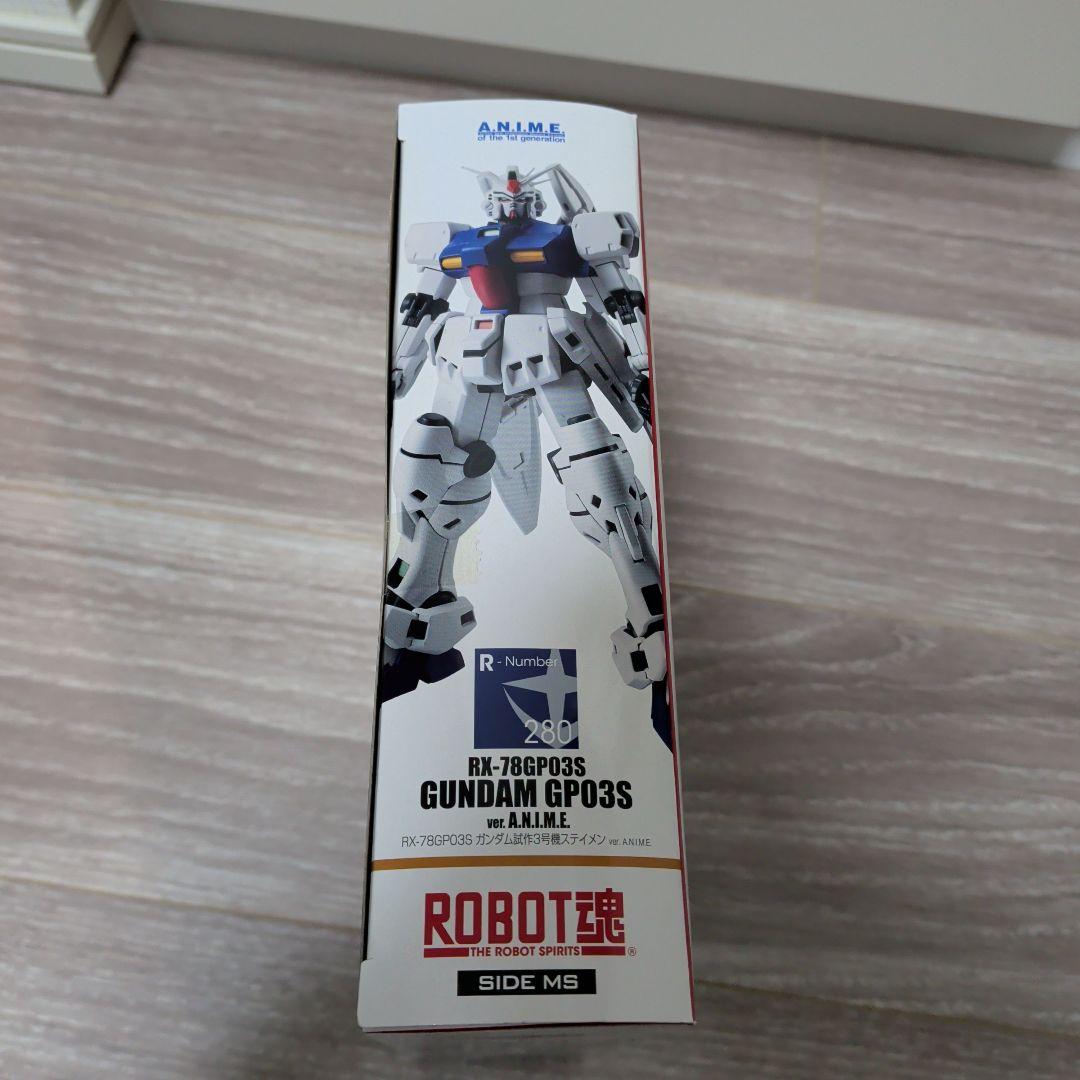 A.N.I.M.E.
of the 1st generation
R - Number
280
RX-78GP03S
GUNDAM GP03S
ver. A.N.I.M.E.
RX-78GP03S ガンダム試作3号機ステイメン ver. A.N.I.M.E.
ROBOT魂
THE ROBOT SPIRITS ®
SIDE MS